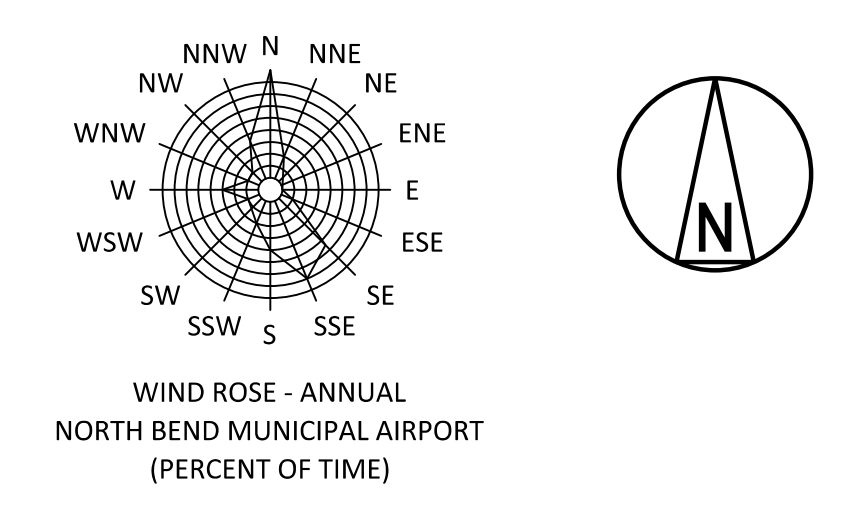 N
NNW
NNE
NW
NE
WNW
ENE
W
E
WSW
ESE
SW
SE
SSW
SSE
S
N
WIND ROSE - ANNUAL
NORTH BEND MUNICIPAL AIRPORT
(PERCENT OF TIME)